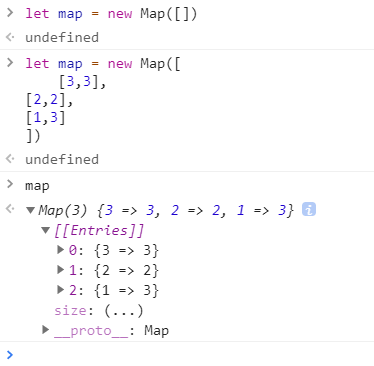 let map = new Map([])
undefined
let map = new Map([
[3,3],
[2,2],
[1,3]
])
undefined
map
Map(3) {3 => 3, 2 => 2, 1 => 3} i
[[Entries]]
0: {3 => 3}
1: {2 => 2}
2: {1 => 3}
size: (...)
__proto__: Map